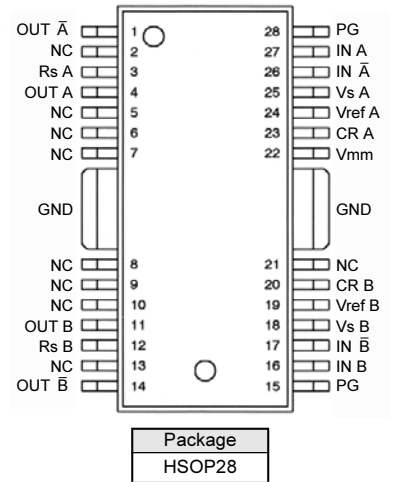 OUT A̅ 1 28 PG
NC 2 27 IN A
Rs A 3 26 IN A̅
OUT A 4 25 Vs A
NC 5 24 Vref A
NC 6 23 CR A
NC 7 22 Vmm
GND GND
NC 8 21 NC
NC 9 20 CR B
NC 10 19 Vref B
OUT B 11 18 Vs B
Rs B 12 17 IN B̅
NC 13 16 IN B
OUT B̅ 14 15 PG
Package
HSOP28